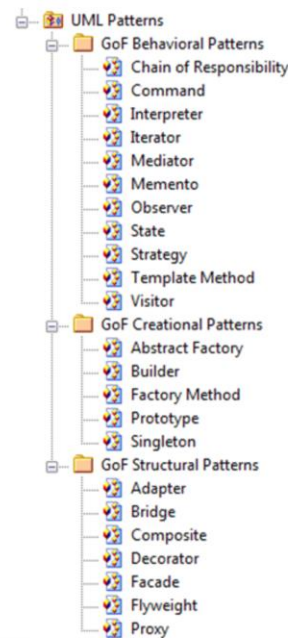 UML Patterns
GoF Behavioral Patterns
Chain of Responsibility
Command
Interpreter
Iterator
Mediator
Memento
Observer
State
Strategy
Template Method
Visitor
GoF Creational Patterns
Abstract Factory
Builder
Factory Method
Prototype
Singleton
GoF Structural Patterns
Adapter
Bridge
Composite
Decorator
Facade
Flyweight
Proxy